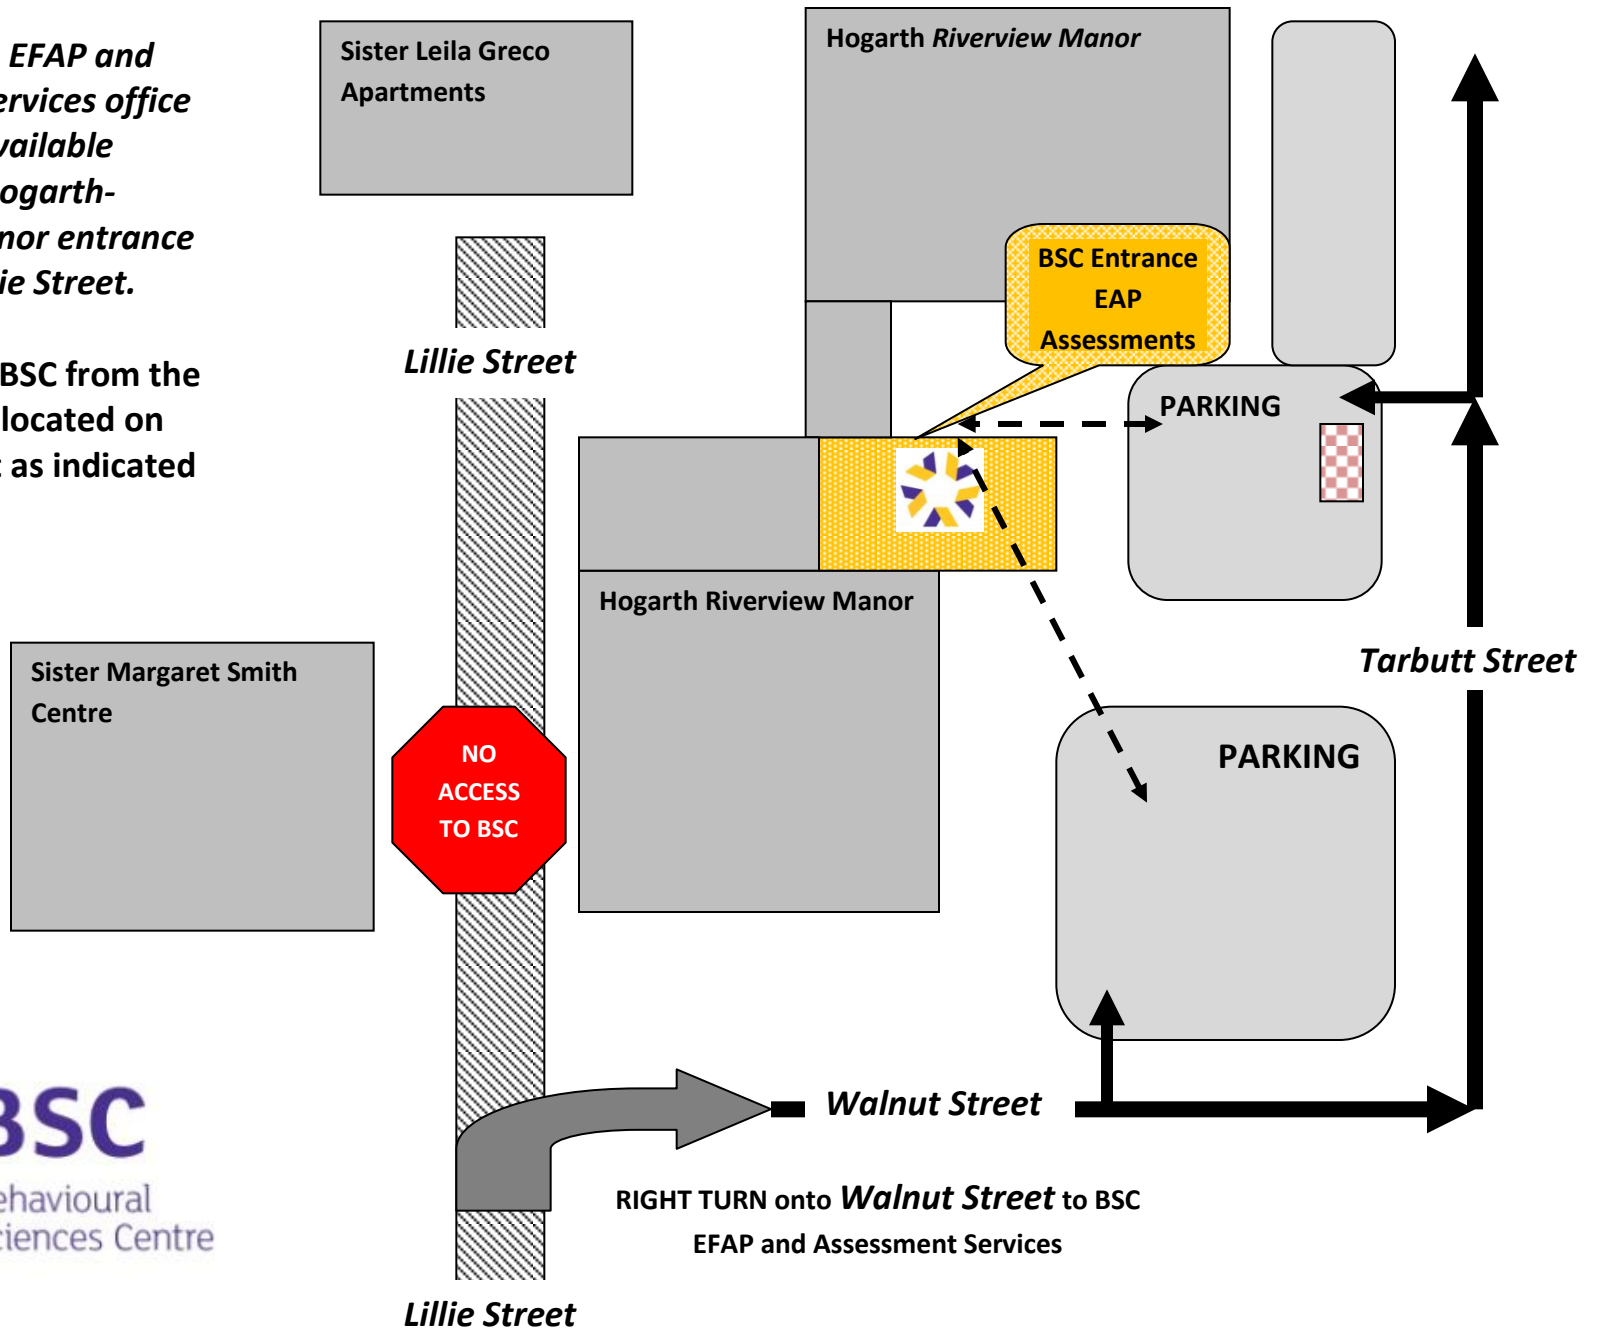 EFAP and
ervices office
vailable
ogarth-
nor entrance
ie Street.
BSC from the
located on
t as indicated
Sister Leila Greco
Apartments
Hogarth Riverview Manor
BSC Entrance
EAP
Assessments
Lillie Street
PARKING
Hogarth Riverview Manor
Tarbutt Street
Sister Margaret Smith
Centre
NO
ACCESS
TO BSC
PARKING
Walnut Street
RIGHT TURN onto Walnut Street to BSC
EFAP and Assessment Services
BSC
ehavioural
ciences Centre
Lillie Street